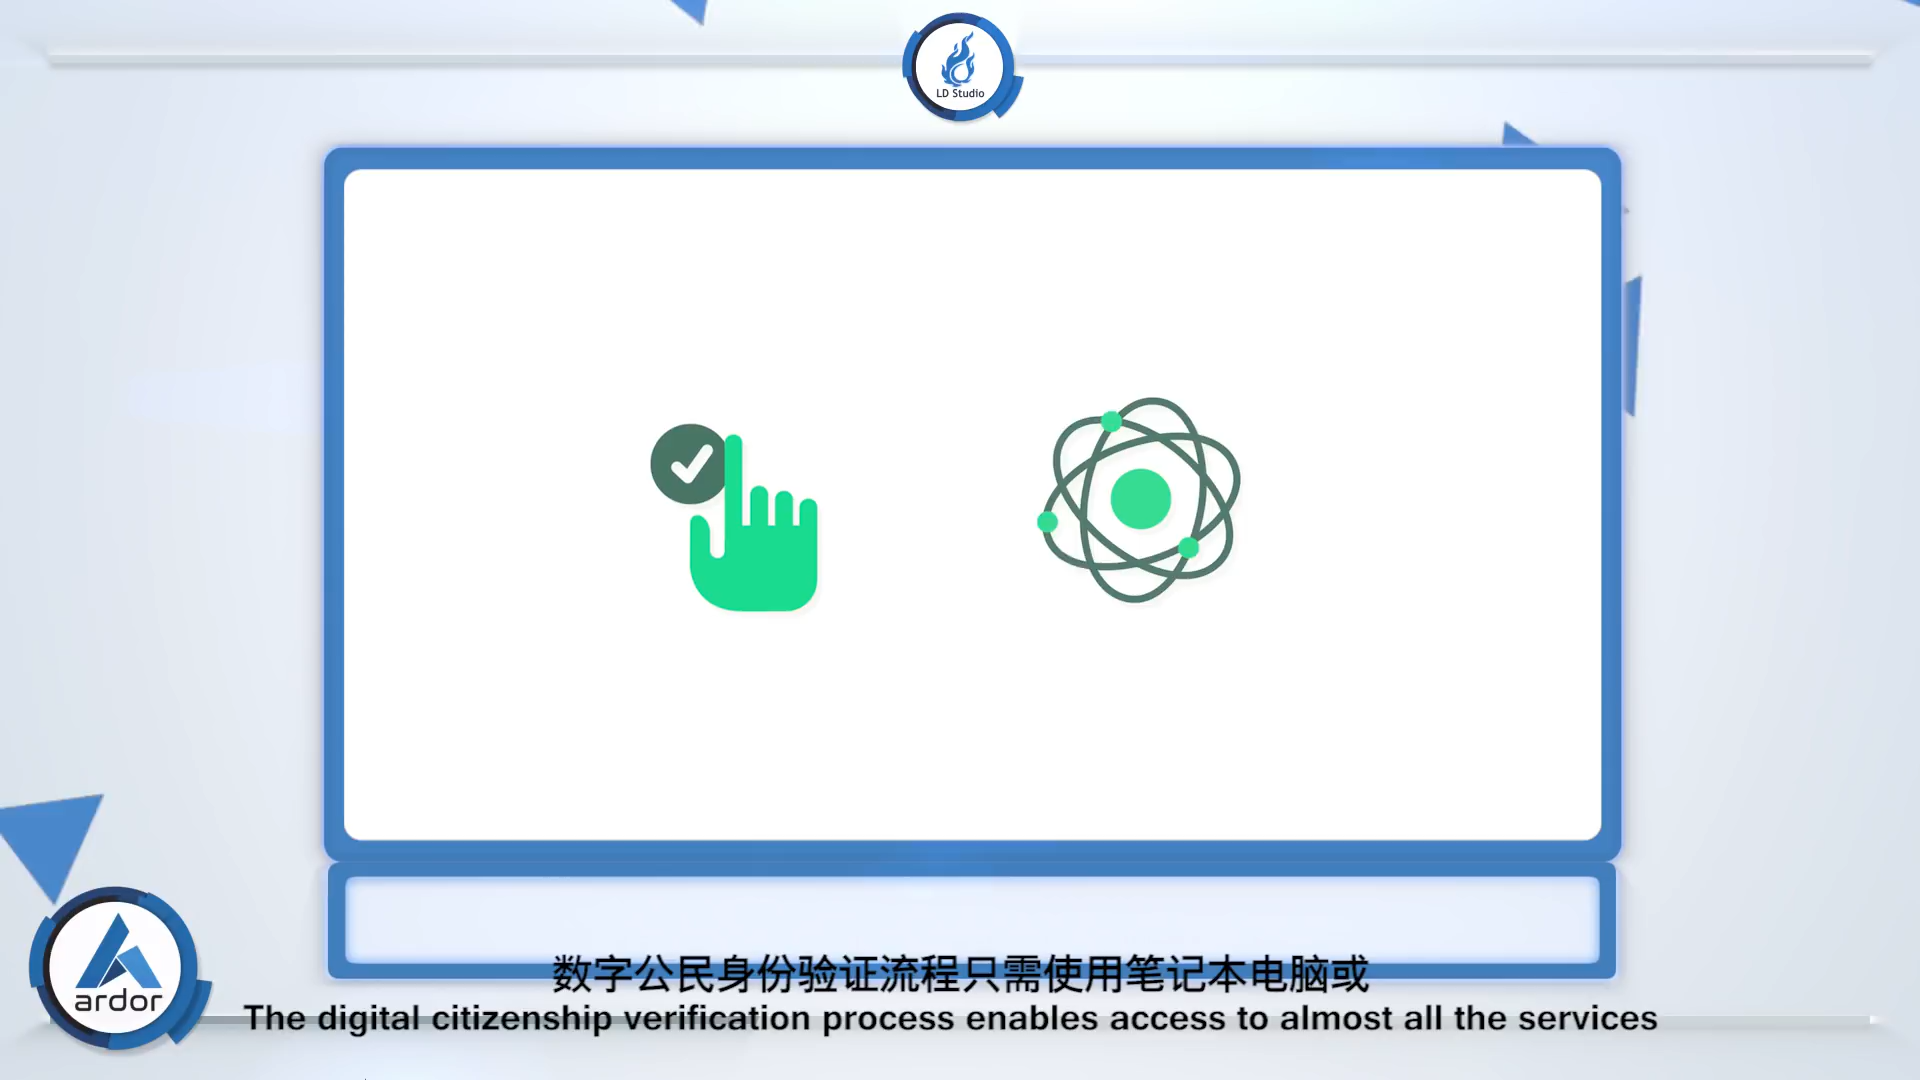 LD Studio
数字公民身份验证流程只需使用笔记本电脑或
The digital citizenship verification process enables access to almost all the services
ardor